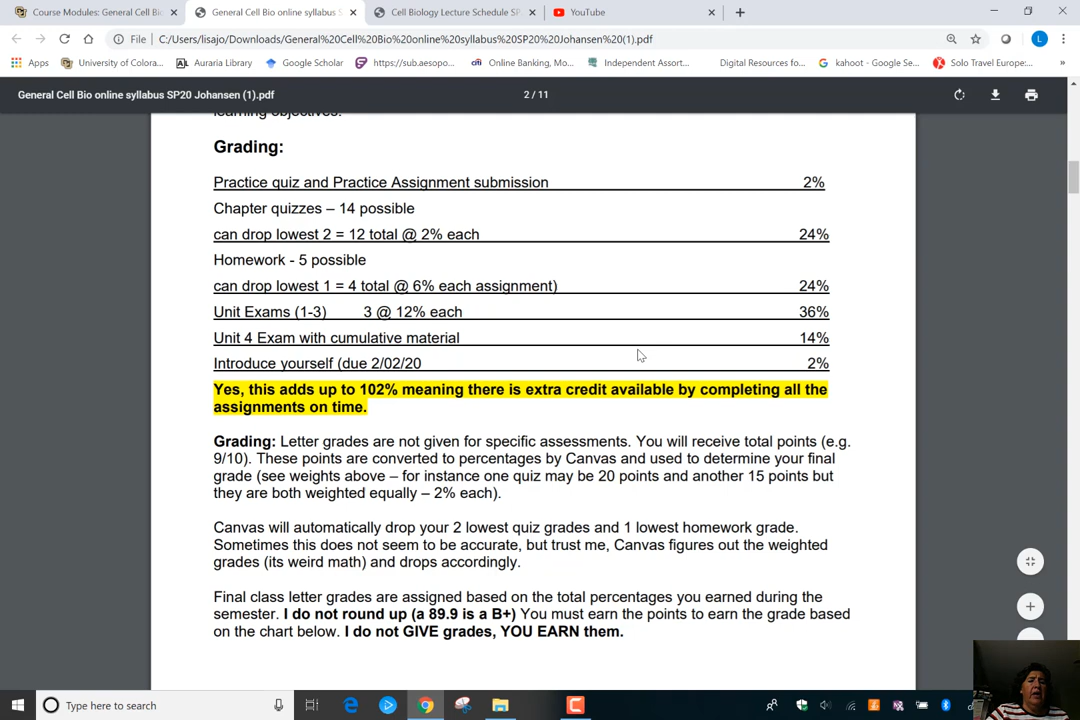 Course Modules: General Cell Bi
General Cell Bio online syllabus S
Cell Biology Lecture Schedule SP
YouTube
File
C:/Users/lisajo/Downloads/General%20Cell%20Bio%20online%20syllabus%20SP20%20Johansen%20(1).pdf
L
Apps
University of Colora...
Auraria Library
Google Scholar
https://sub.aesopo...
Online Banking, Mo...
Independent Assort...
Digital Resources fo...
kahoot - Google Se...
Solo Travel Europe:...
General Cell Bio online syllabus SP20 Johansen (1).pdf
2 / 11
learning objectives.
Grading:
Practice quiz and Practice Assignment submission 2%
Chapter quizzes – 14 possible
can drop lowest 2 = 12 total @ 2% each 24%
Homework - 5 possible
can drop lowest 1 = 4 total @ 6% each assignment) 24%
Unit Exams (1-3) 3 @ 12% each 36%
Unit 4 Exam with cumulative material 14%
Introduce yourself (due 2/02/20 2%
Yes, this adds up to 102% meaning there is extra credit available by completing all the
assignments on time.
Grading: Letter grades are not given for specific assessments. You will receive total points (e.g.
9/10). These points are converted to percentages by Canvas and used to determine your final
grade (see weights above – for instance one quiz may be 20 points and another 15 points but
they are both weighted equally – 2% each).
Canvas will automatically drop your 2 lowest quiz grades and 1 lowest homework grade.
Sometimes this does not seem to be accurate, but trust me, Canvas figures out the weighted
grades (its weird math) and drops accordingly.
Final class letter grades are assigned based on the total percentages you earned during the
semester. I do not round up (a 89.9 is a B+) You must earn the points to earn the grade based
on the chart below. I do not GIVE grades, YOU EARN them.
Type here to search